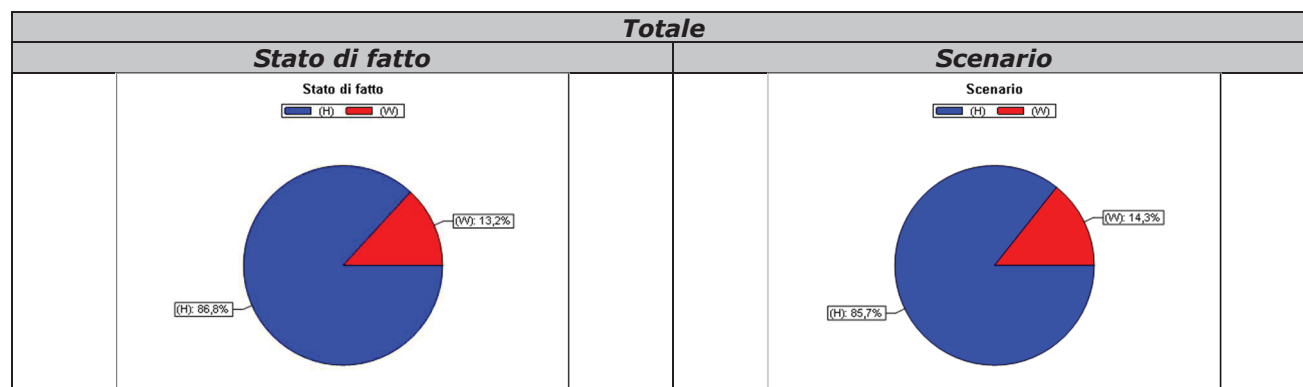 Totale
Stato di fatto
Scenario
Stato di fatto
(H) (W)
(W): 13,2%
(H): 86,8%
Scenario
(H) (W)
(W): 14,3%
(H): 85,7%